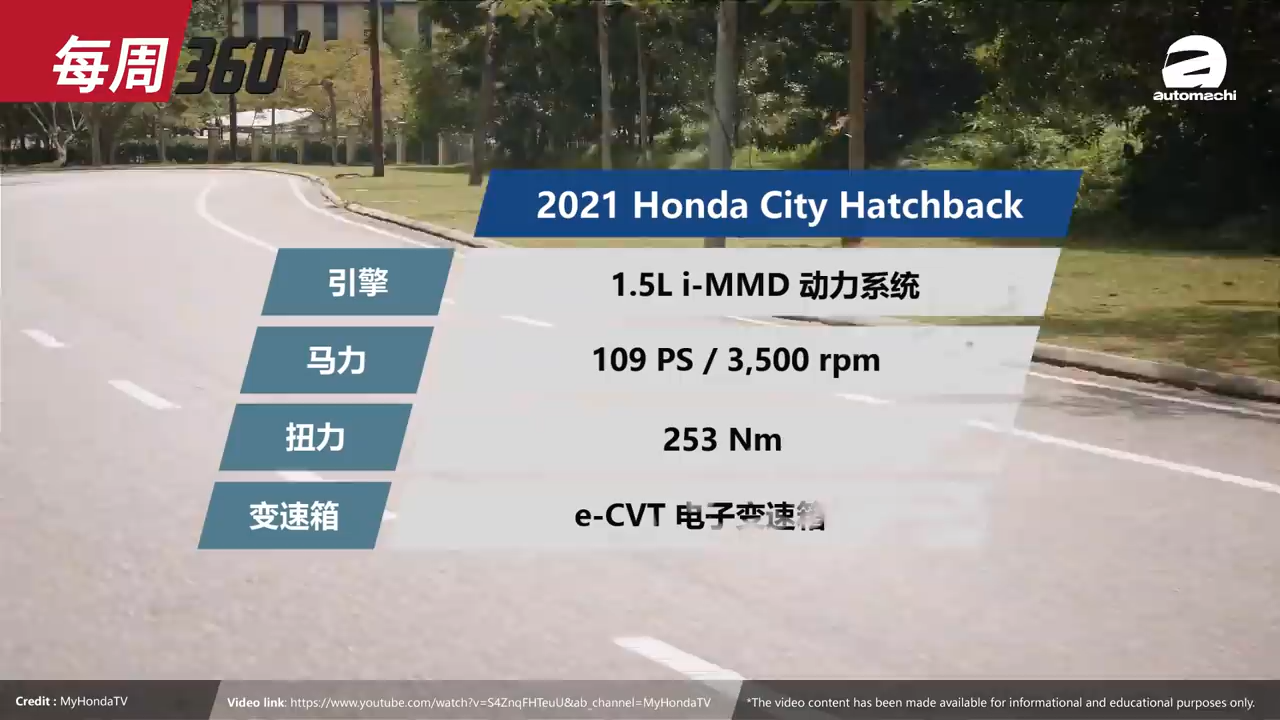 每周360°
automachi
2021 Honda City Hatchback
引擎 1.5L i-MMD 动力系统
马力 109 PS / 3,500 rpm
扭力 253 Nm
变速箱 e-CVT 电子变速箱
Credit : MyHondaTV
Video link: https://www.youtube.com/watch?v=S4ZnqFHTeuU&ab_channel=MyHondaTV
*The video content has been made available for informational and educational purposes only.